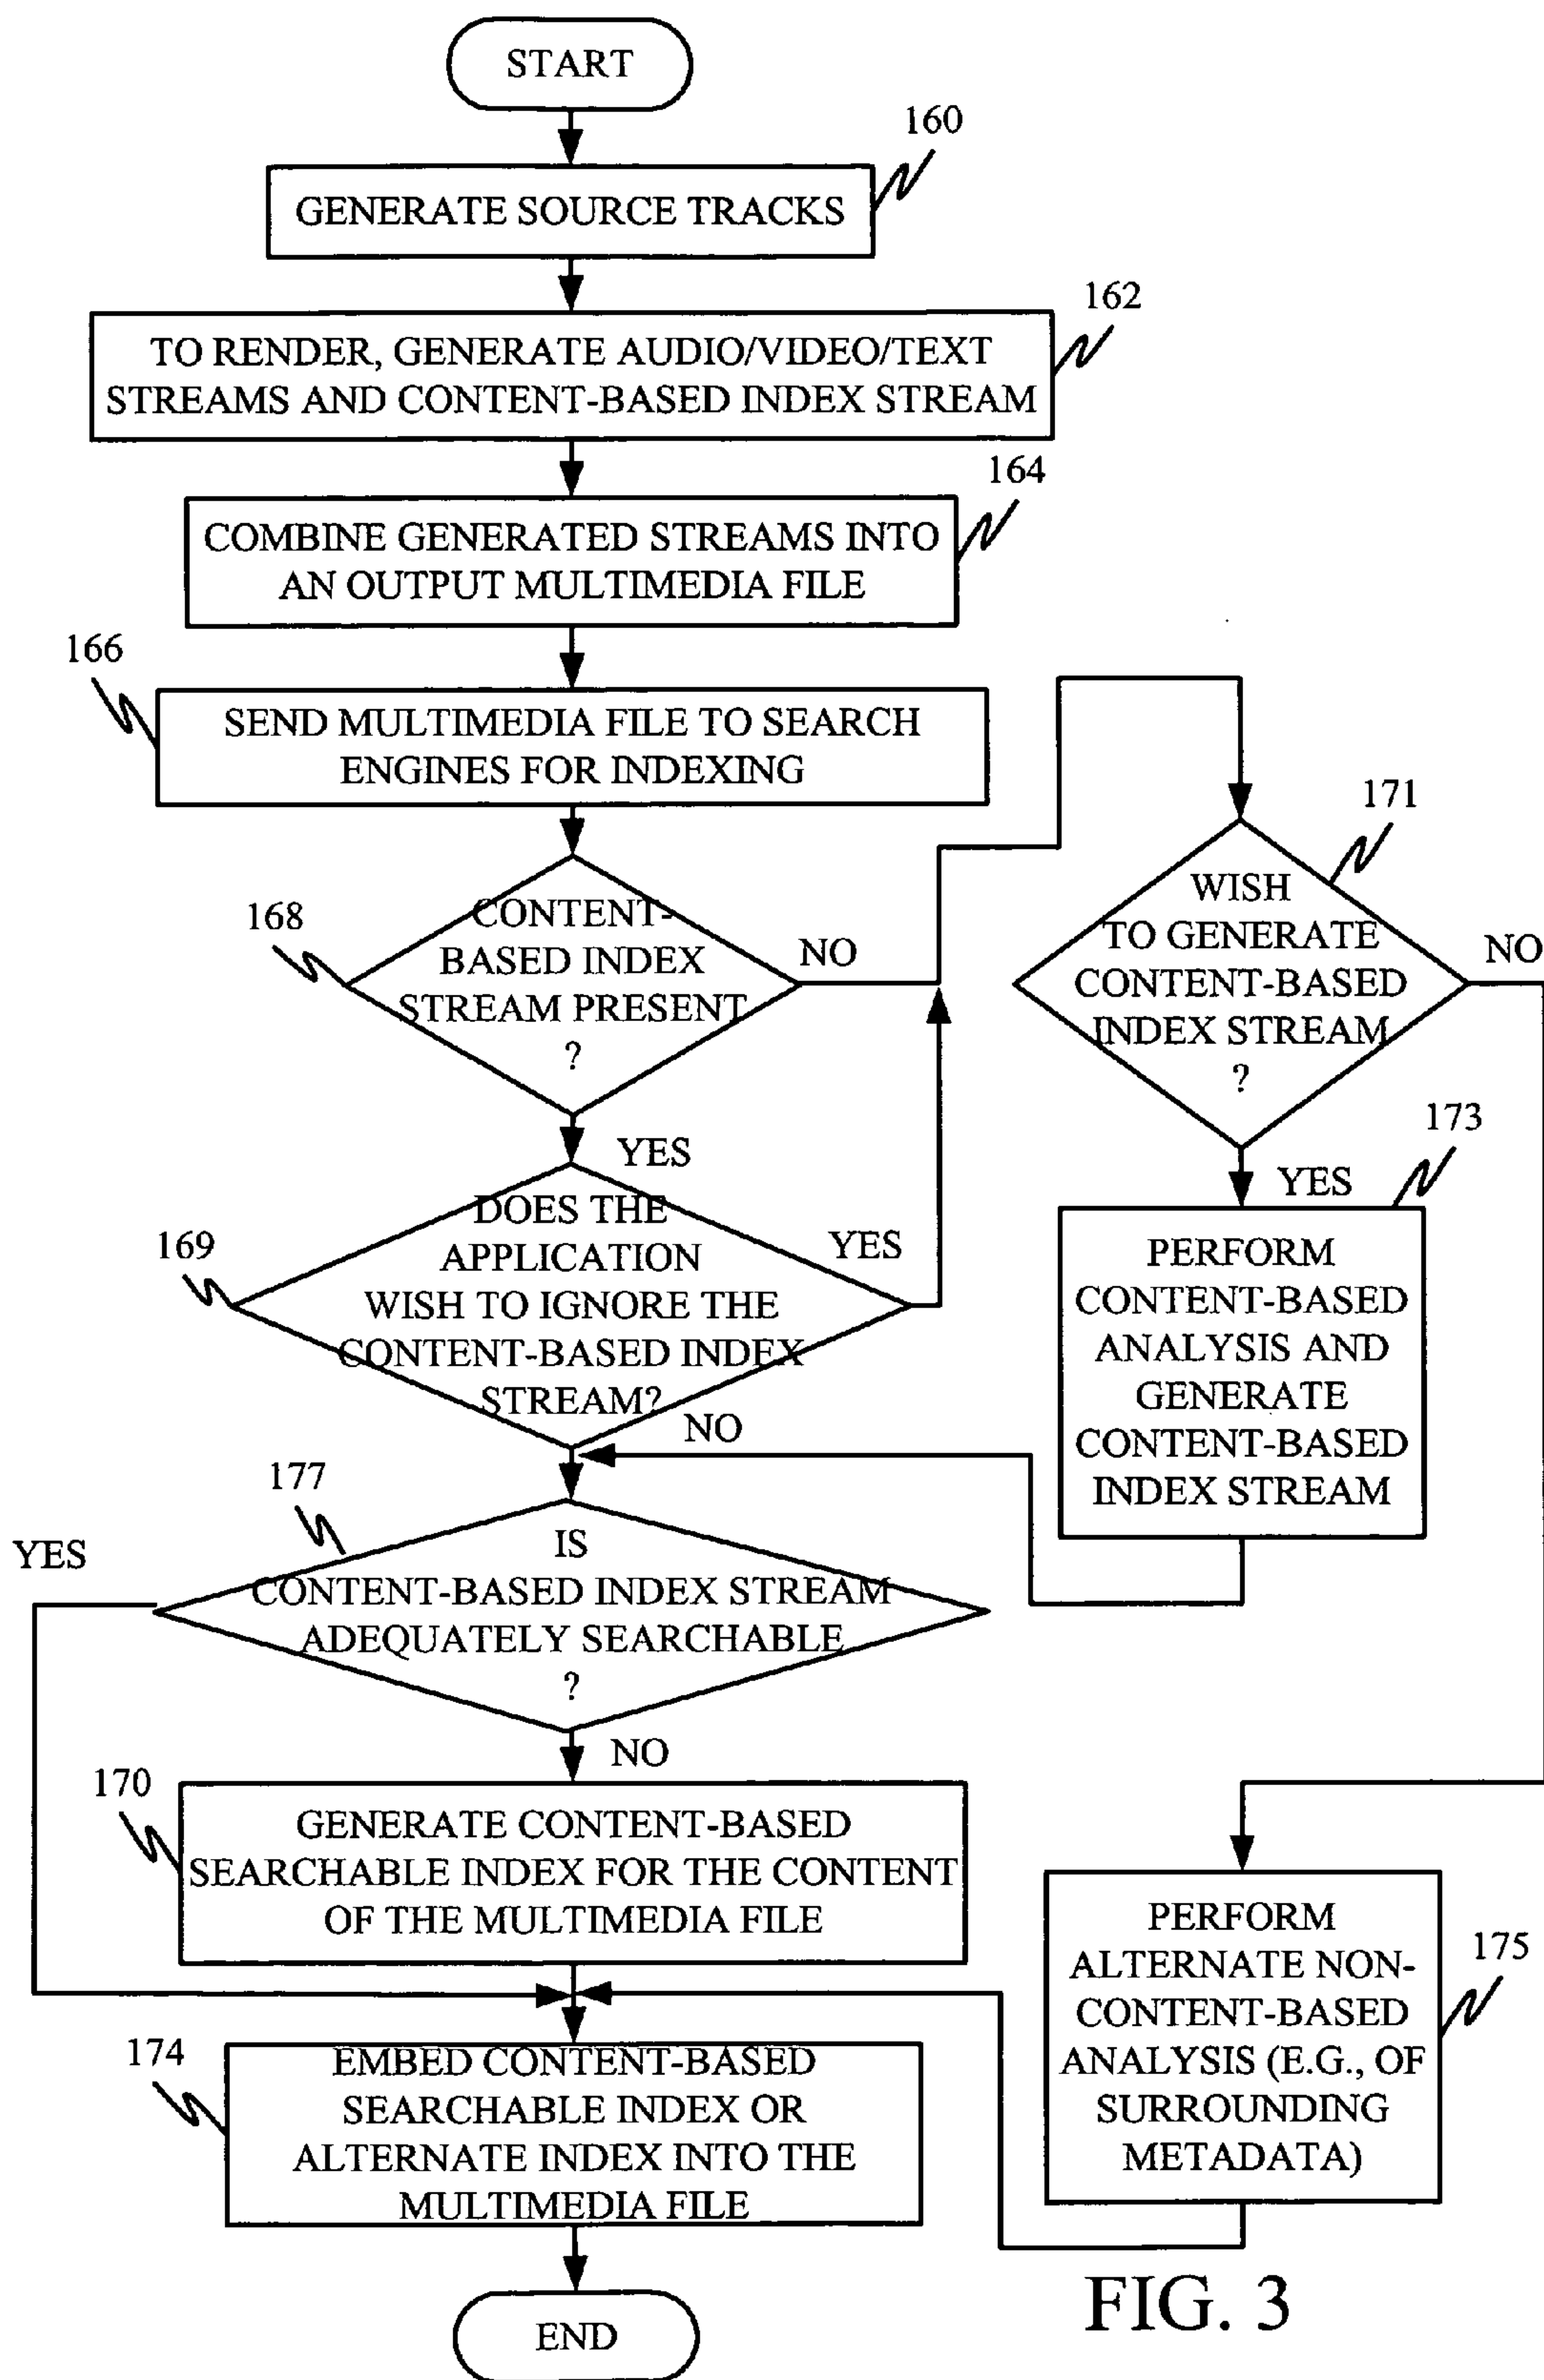 START
160
GENERATE SOURCE TRACKS
162
TO RENDER, GENERATE AUDIO/VIDEO/TEXT
STREAMS AND CONTENT-BASED INDEX STREAM
164
COMBINE GENERATED STREAMS INTO
AN OUTPUT MULTIMEDIA FILE
166
SEND MULTIMEDIA FILE TO SEARCH
ENGINES FOR INDEXING
168
CONTENT-
BASED INDEX
STREAM PRESENT
?
NO
YES
171
WISH
TO GENERATE
CONTENT-BASED
INDEX STREAM
?
NO
YES
173
PERFORM
CONTENT-BASED
ANALYSIS AND
GENERATE
CONTENT-BASED
INDEX STREAM
169
DOES THE
APPLICATION
WISH TO IGNORE THE
CONTENT-BASED INDEX
STREAM?
YES
NO
177
IS
CONTENT-BASED INDEX STREAM
ADEQUATELY SEARCHABLE
?
YES
NO
170
GENERATE CONTENT-BASED
SEARCHABLE INDEX FOR THE CONTENT
OF THE MULTIMEDIA FILE
175
PERFORM
ALTERNATE NON-
CONTENT-BASED
ANALYSIS (E.G., OF
SURROUNDING
METADATA)
174
EMBED CONTENT-BASED
SEARCHABLE INDEX OR
ALTERNATE INDEX INTO THE
MULTIMEDIA FILE
END
FIG. 3